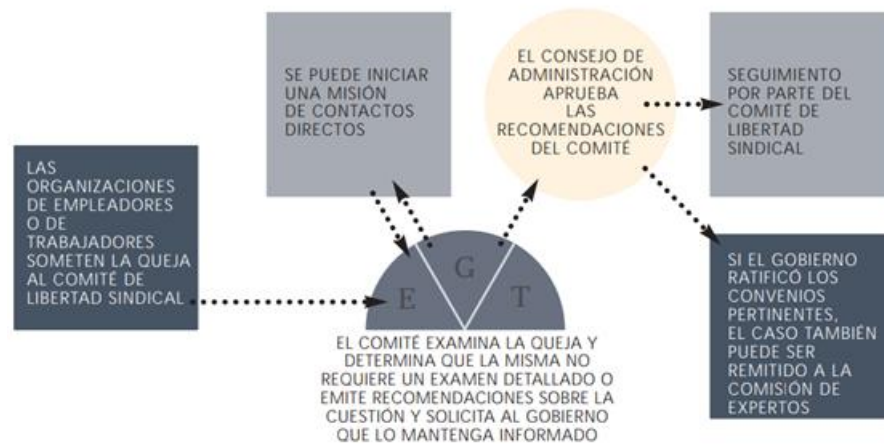 LAS
ORGANIZACIONES
DE EMPLEADORES
O DE
TRABAJADORES
SOMETEN LA QUEJA
AL COMITÉ DE
LIBERTAD SINDICAL
SE PUEDE INICIAR
UNA MISIÓN
DE CONTACTOS
DIRECTOS
E
G
T
EL COMITÉ EXAMINA LA QUEJA Y
DETERMINA QUE LA MISMA NO
REQUIERE UN EXAMEN DETALLADO O
EMITE RECOMENDACIONES SOBRE LA
CUESTIÓN Y SOLICITA AL GOBIERNO
QUE LO MANTENGA INFORMADO
EL CONSEJO DE
ADMINISTRACIÓN
APRUEBA
LAS
RECOMENDACIONES
DEL COMITÉ
SEGUIMIENTO
POR PARTE DEL
COMITÉ DE
LIBERTAD
SINDICAL
SI EL GOBIERNO
RATIFICÓ LOS
CONVENIOS
PERTINENTES,
EL CASO TAMBIÉN
PUEDE SER
REMITIDO A LA
COMISIÓN DE
EXPERTOS